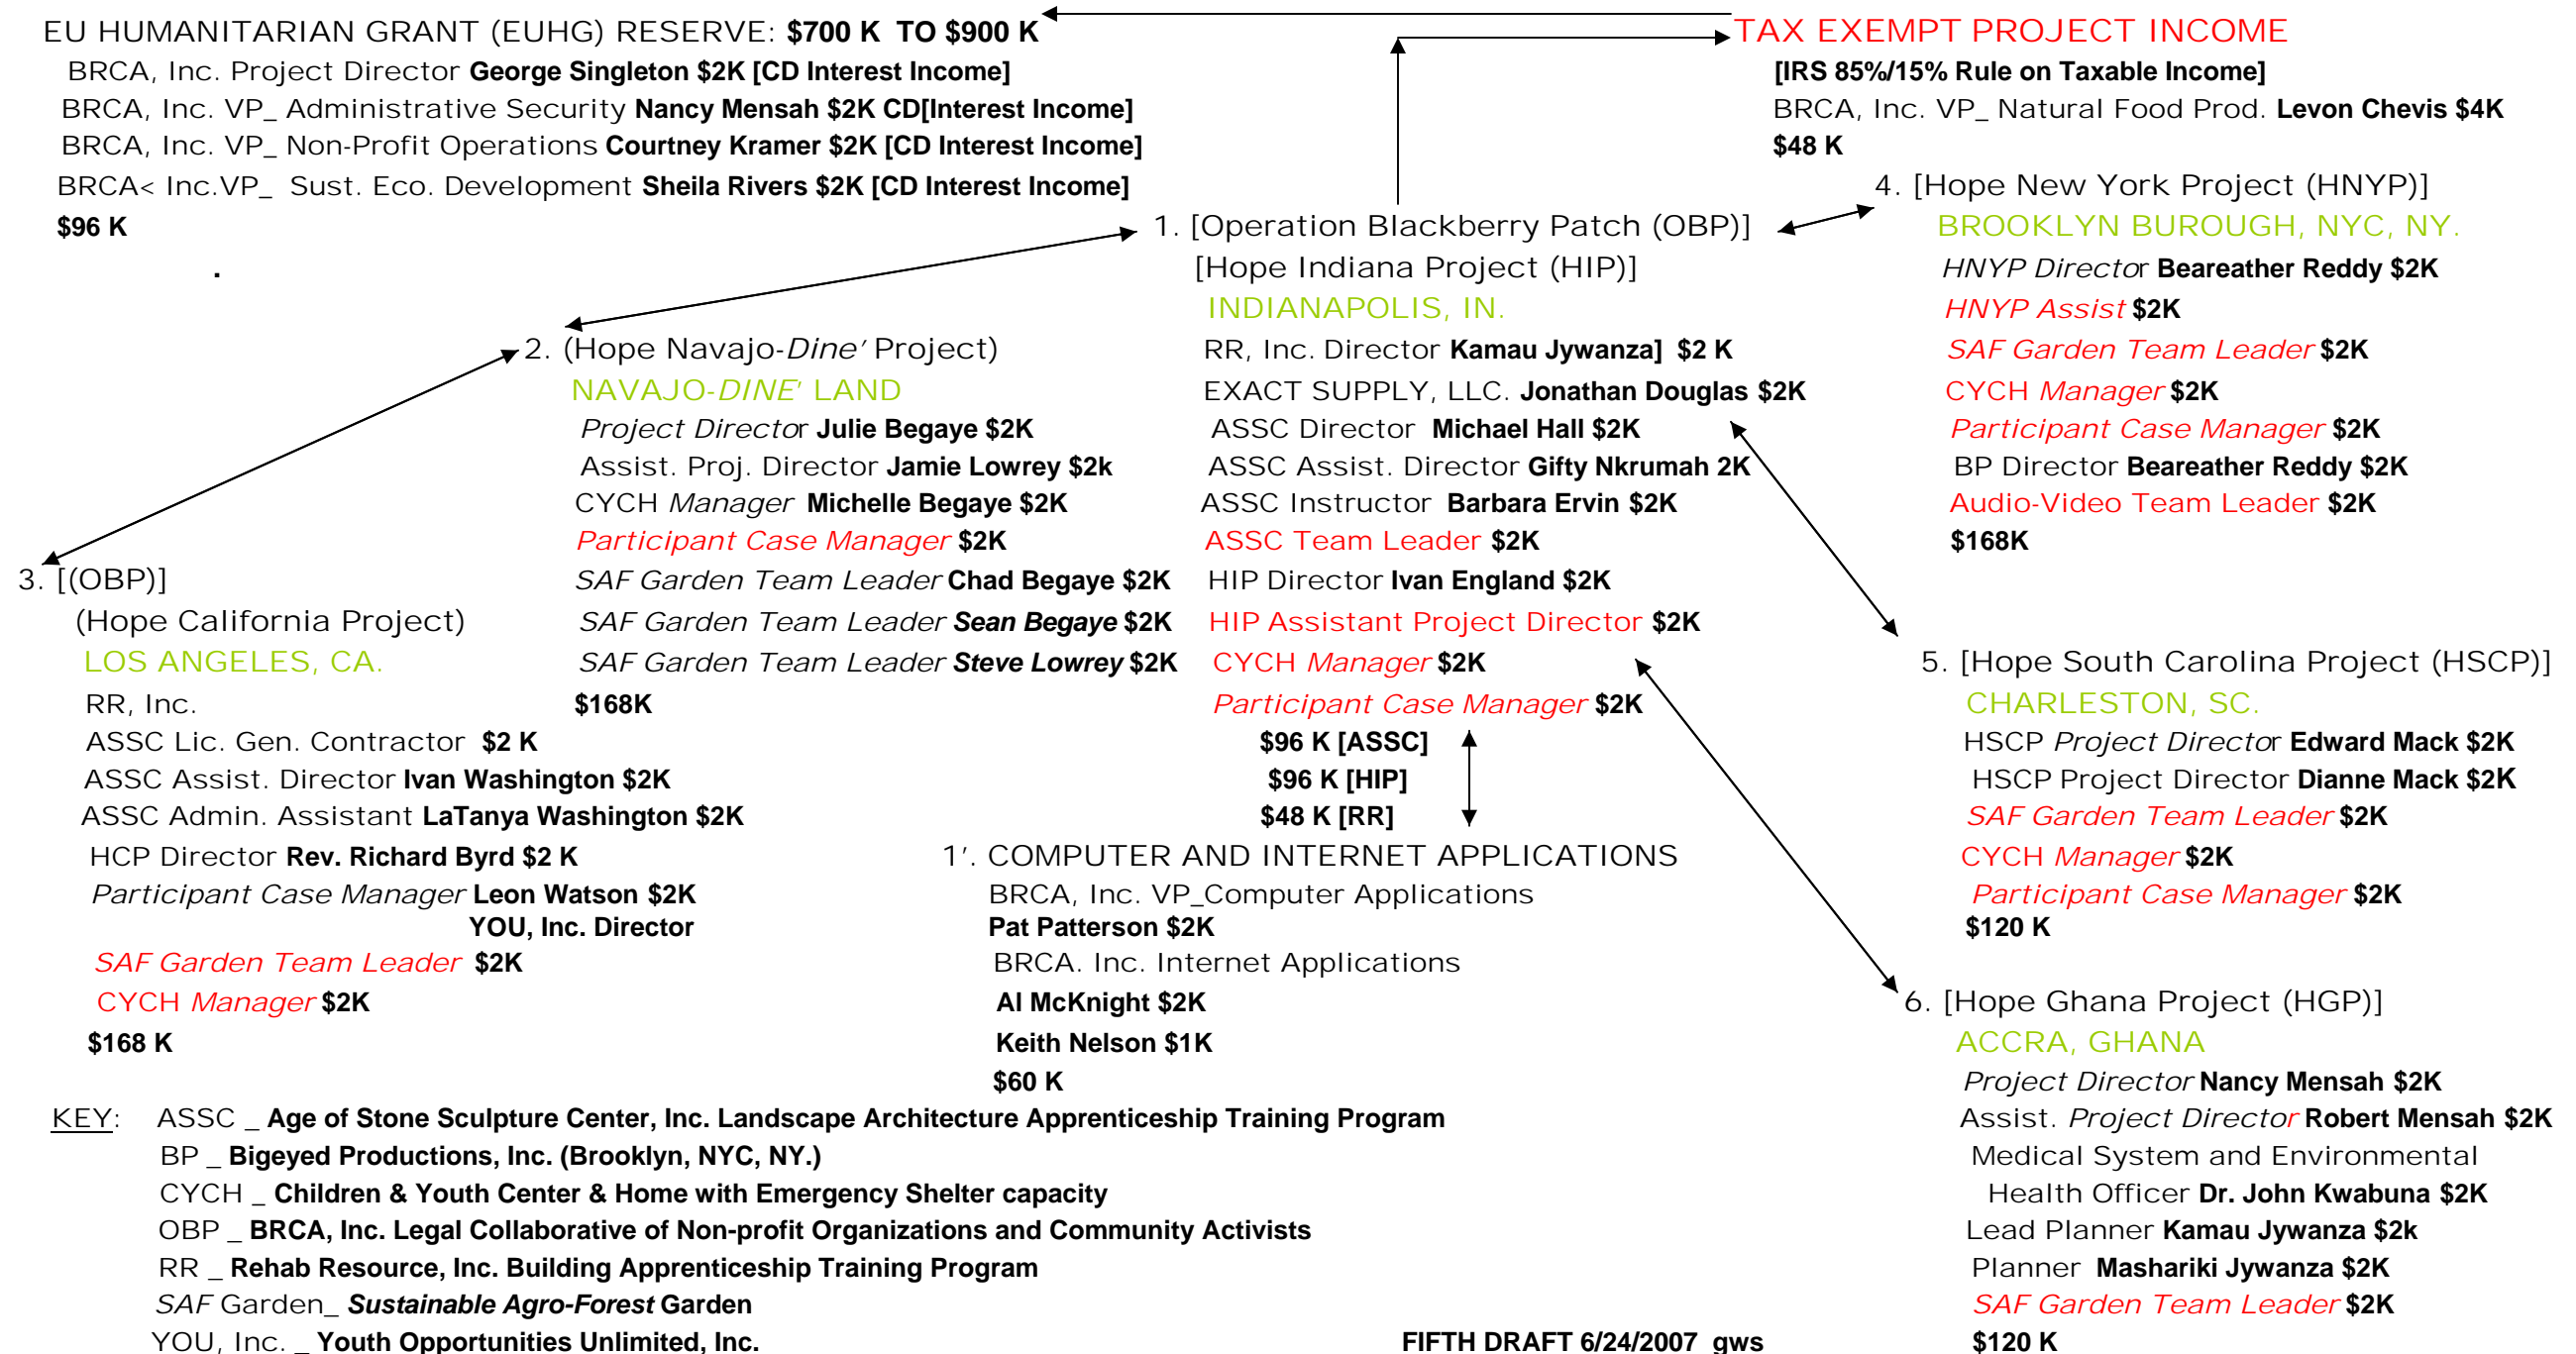 EU HUMANITARIAN GRANT (EUHG) RESERVE: $700 K TO $900 K
BRCA, Inc. Project Director George Singleton $2K [CD Interest Income]
BRCA, Inc. VP_ Administrative Security Nancy Mensah $2K CD[Interest Income]
BRCA, Inc. VP_ Non-Profit Operations Courtney Kramer $2K [CD Interest Income]
BRCA< Inc.VP_ Sust. Eco. Development Sheila Rivers $2K [CD Interest Income]
$96 K
.
TAX EXEMPT PROJECT INCOME
[IRS 85%/15% Rule on Taxable Income]
BRCA, Inc. VP_ Natural Food Prod. Levon Chevis $4K
$48 K
1. [Operation Blackberry Patch (OBP)]
[Hope Indiana Project (HIP)]
INDIANAPOLIS, IN.
RR, Inc. Director Kamau Jywanza] $2 K
EXACT SUPPLY, LLC. Jonathan Douglas $2K
ASSC Director Michael Hall $2K
ASSC Assist. Director Gifty Nkrumah 2K
ASSC Instructor Barbara Ervin $2K
ASSC Team Leader $2K
HIP Director Ivan England $2K
HIP Assistant Project Director $2K
CYCH Manager $2K
Participant Case Manager $2K
$96 K [ASSC]
$96 K [HIP]
$48 K [RR]
1′. COMPUTER AND INTERNET APPLICATIONS
BRCA, Inc. VP_Computer Applications
Pat Patterson $2K
BRCA. Inc. Internet Applications
Al McKnight $2K
Keith Nelson $1K
$60 K
2. (Hope Navajo-Dine′ Project)
NAVAJO-DINE′ LAND
Project Director Julie Begaye $2K
Assist. Proj. Director Jamie Lowrey $2k
CYCH Manager Michelle Begaye $2K
Participant Case Manager $2K
SAF Garden Team Leader Chad Begaye $2K
SAF Garden Team Leader Sean Begaye $2K
SAF Garden Team Leader Steve Lowrey $2K
$168K
3. [(OBP)]
(Hope California Project)
LOS ANGELES, CA.
RR, Inc.
ASSC Lic. Gen. Contractor $2 K
ASSC Assist. Director Ivan Washington $2K
ASSC Admin. Assistant LaTanya Washington $2K
HCP Director Rev. Richard Byrd $2 K
Participant Case Manager Leon Watson $2K
YOU, Inc. Director
SAF Garden Team Leader $2K
CYCH Manager $2K
$168 K
4. [Hope New York Project (HNYP)]
BROOKLYN BUROUGH, NYC, NY.
HNYP Director Beareather Reddy $2K
HNYP Assist $2K
SAF Garden Team Leader $2K
CYCH Manager $2K
Participant Case Manager $2K
BP Director Beareather Reddy $2K
Audio-Video Team Leader $2K
$168K
5. [Hope South Carolina Project (HSCP)]
CHARLESTON, SC.
HSCP Project Director Edward Mack $2K
HSCP Project Director Dianne Mack $2K
SAF Garden Team Leader $2K
CYCH Manager $2K
Participant Case Manager $2K
$120 K
6. [Hope Ghana Project (HGP)]
ACCRA, GHANA
Project Director Nancy Mensah $2K
Assist. Project Director Robert Mensah $2K
Medical System and Environmental
Health Officer Dr. John Kwabuna $2K
Lead Planner Kamau Jywanza $2k
Planner Mashariki Jywanza $2K
SAF Garden Team Leader $2K
$120 K
KEY: ASSC _ Age of Stone Sculpture Center, Inc. Landscape Architecture Apprenticeship Training Program
BP _ Bigeyed Productions, Inc. (Brooklyn, NYC, NY.)
CYCH _ Children & Youth Center & Home with Emergency Shelter capacity
OBP _ BRCA, Inc. Legal Collaborative of Non-profit Organizations and Community Activists
RR _ Rehab Resource, Inc. Building Apprenticeship Training Program
SAF Garden_ Sustainable Agro-Forest Garden
YOU, Inc. _ Youth Opportunities Unlimited, Inc.
FIFTH DRAFT 6/24/2007 gws